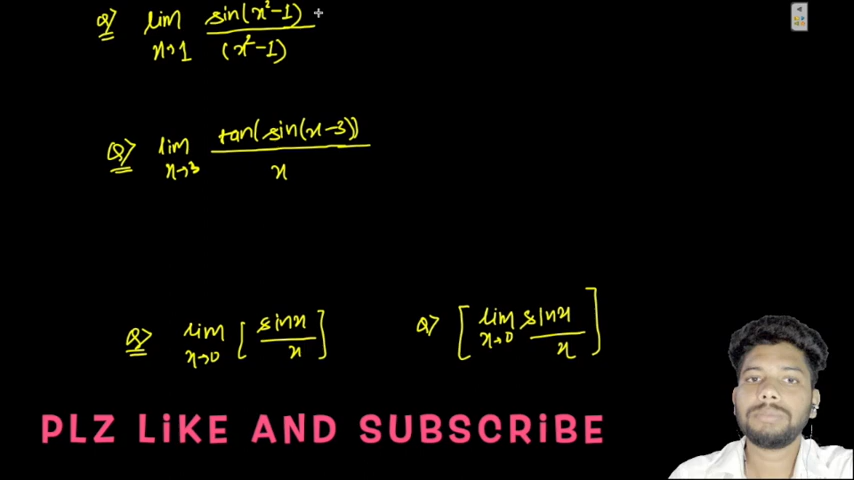 Q> lim x→1 sin(x²-1) / (x²-1)
Q> lim x→3 tan(sin(x-3)) / x
Q> lim x→0 [sinx / x]
Q> [lim x→0 sinx / x]
PLZ LiKE AND SUBSCRiBE